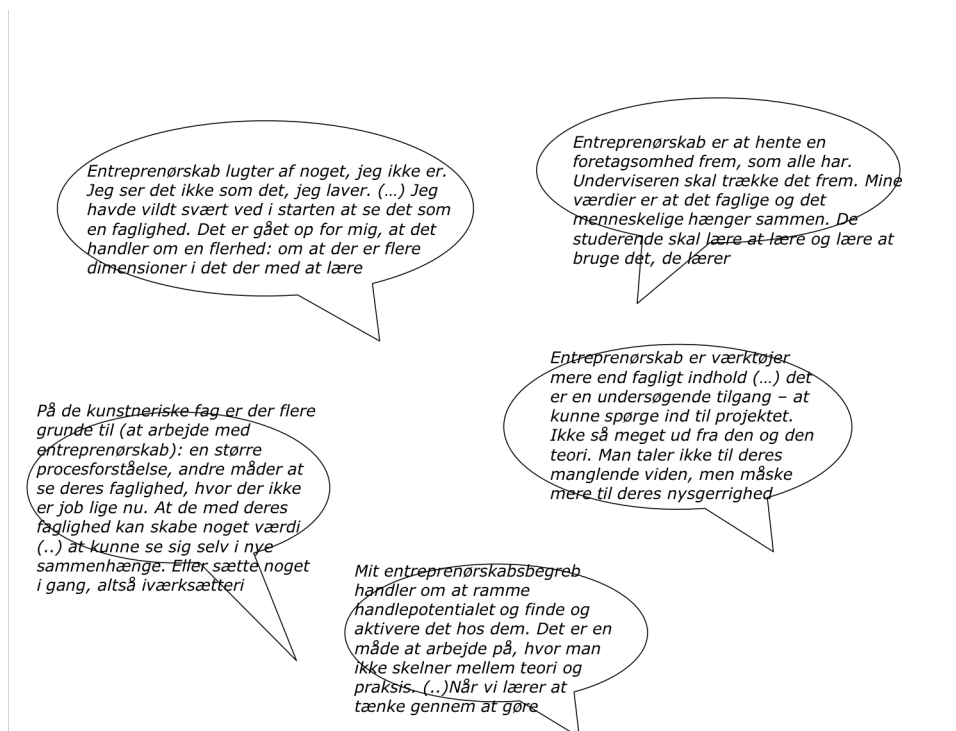 Entreprenørskab lugter af noget, jeg ikke er.
Jeg ser det ikke som det, jeg laver. (…) Jeg
havde vildt svært ved i starten at se det som
en faglighed. Det er gået op for mig, at det
handler om en flerhed: om at der er flere
dimensioner i det der med at lære
Entreprenørskab er at hente en
foretagsomhed frem, som alle har.
Underviseren skal trække det frem. Mine
værdier er at det faglige og det
menneskelige hænger sammen. De
studerende skal lære at lære og lære at
bruge det, de lærer
Entreprenørskab er værktøjer
mere end fagligt indhold (…) det
er en undersøgende tilgang – at
kunne spørge ind til projektet.
Ikke så meget ud fra den og den
teori. Man taler ikke til deres
manglende viden, men måske
mere til deres nysgerrighed
På de kunstneriske fag er der flere
grunde til (at arbejde med
entreprenørskab): en større
procesforståelse, andre måder at
se deres faglighed, hvor der ikke
er job lige nu. At de med deres
faglighed kan skabe noget værdi
(..) at kunne se sig selv i nye
sammenhænge. Eller sætte noget
i gang, altså iværksætteri
Mit entreprenørskabsbegreb
handler om at ramme
handlepotentialet og finde og
aktivere det hos dem. Det er en
måde at arbejde på, hvor man
ikke skelner mellem teori og
praksis. (..)Når vi lærer at
tænke gennem at gøre